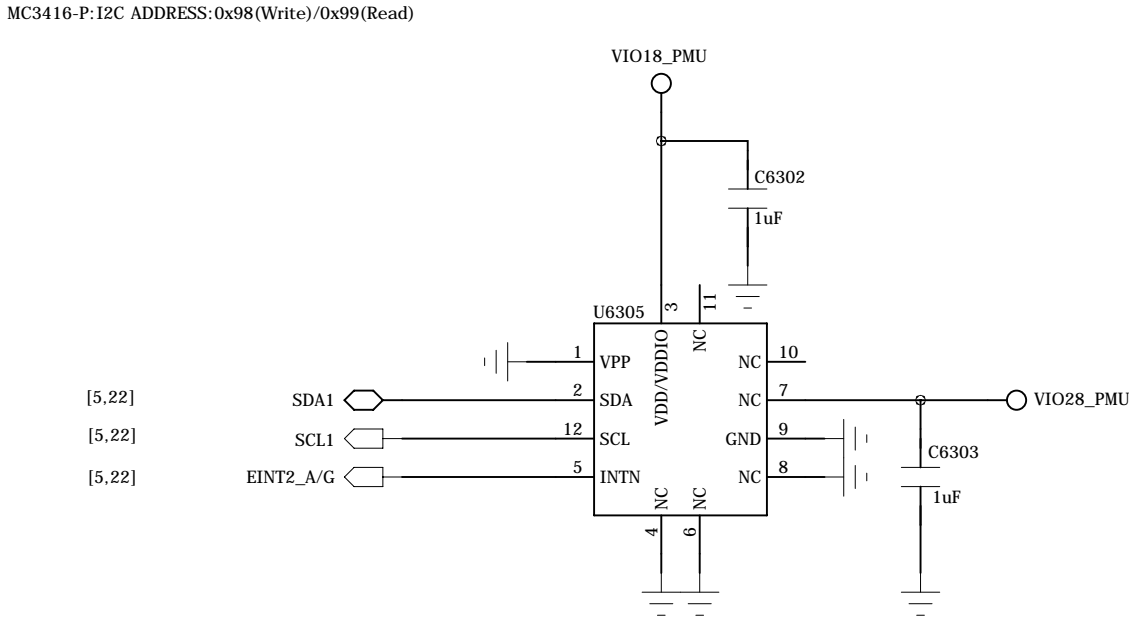 MC3416-P:I2C ADDRESS:0x98(Write)/0x99(Read)
VIO18_PMU
C6302
1uF
U6305
3
11
VDD/VDDIO
NC
1
VPP
NC
10
[5,22]
SDA1
2
SDA
NC
7
VIO28_PMU
[5,22]
SCL1
12
SCL
GND
9
C6303
[5,22]
EINT2_A/G
5
INTN
NC
8
1uF
NC
NC
4
6